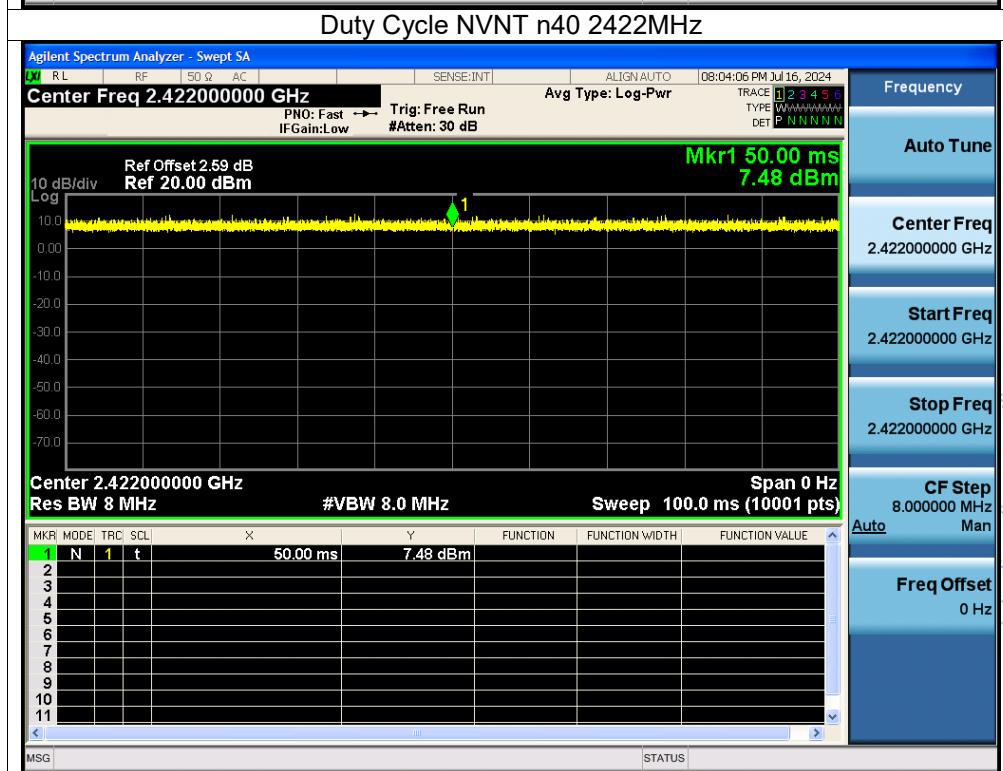 Duty Cycle NVNT n40 2422MHz
Agilent Spectrum Analyzer - Swept SA
LXI RL RF 50 Ω AC SENSE:INT ALIGN AUTO 08:04:06 PM Jul 16, 2024
Center Freq 2.422000000 GHz
PNO: Fast
IFGain:Low
Trig: Free Run
#Atten: 30 dB
Avg Type: Log-Pwr
TRACE 1 2 3 4 5 6
TYPE WWWWWW
DET P N N N N N
Mkr1 50.00 ms
7.48 dBm
Ref Offset 2.59 dB
10 dB/div Ref 20.00 dBm
Log
1
10.0
0.00
-10.0
-20.0
-30.0
-40.0
-50.0
-60.0
-70.0
Center 2.422000000 GHz Span 0 Hz
Res BW 8 MHz #VBW 8.0 MHz Sweep 100.0 ms (10001 pts)
MKR MODE TRC SCL X Y FUNCTION FUNCTION WIDTH FUNCTION VALUE
1 N 1 t 50.00 ms 7.48 dBm
2
3
4
5
6
7
8
9
10
11
MSG STATUS
Frequency
Auto Tune
Center Freq
2.422000000 GHz
Start Freq
2.422000000 GHz
Stop Freq
2.422000000 GHz
CF Step
8.000000 MHz
Auto Man
Freq Offset
0 Hz